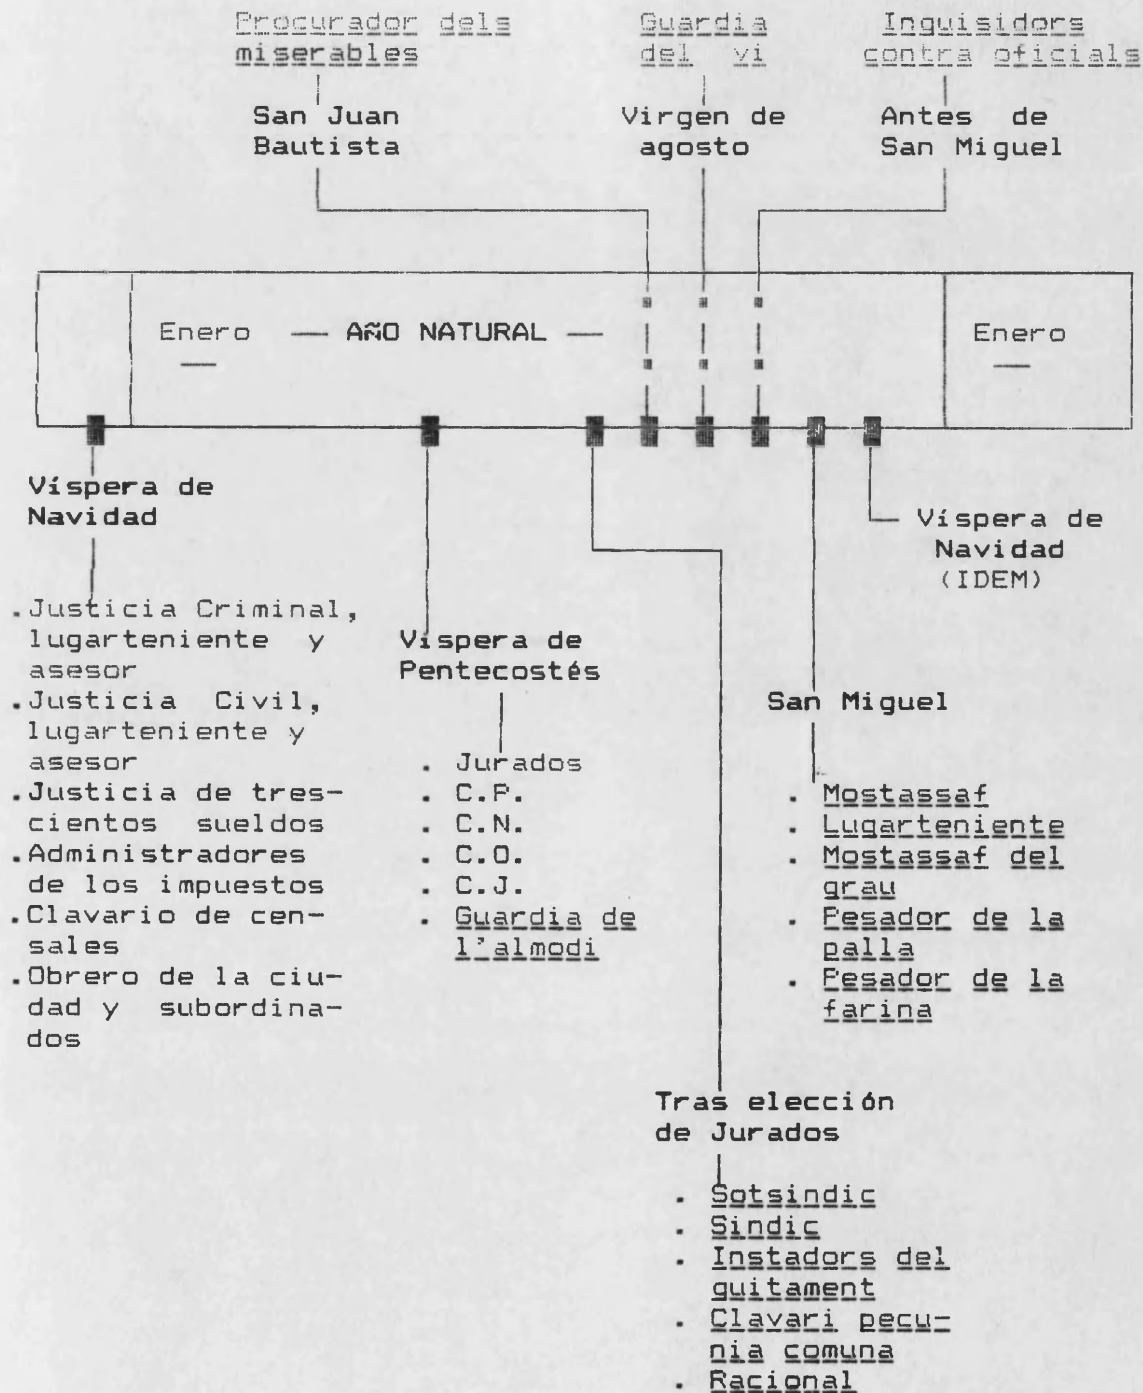 Procurador dels
miserables
San Juan
Bautista
Guardia
del vi
Virgen de
agosto
Inquisidors
contra oficials
Antes de
San Miguel
Enero — AÑO NATURAL — Enero
Víspera de
Navidad
.Justicia Criminal,
lugarteniente y
asesor
.Justicia Civil,
lugarteniente y
asesor
.Justicia de tres-
cientos sueldos
.Administradores
de los impuestos
.Clavario de cen-
sales
.Obrero de la ciu-
dad y subordina-
dos
Víspera de
Pentecostés
. Jurados
. C.P.
. C.N.
. C.O.
. C.J.
. Guardia de
l'almodi
Víspera de
Navidad
(IDEM)
San Miguel
. Mostassaf
. Lugarteniente
. Mostassaf del
grau
. Pesador de la
palla
. Pesador de la
farina
Tras elección
de Jurados
. Sotsindic
. Sindic
. Instadors del
quitament
. Clavari pecu-
nia comuna
. Racional